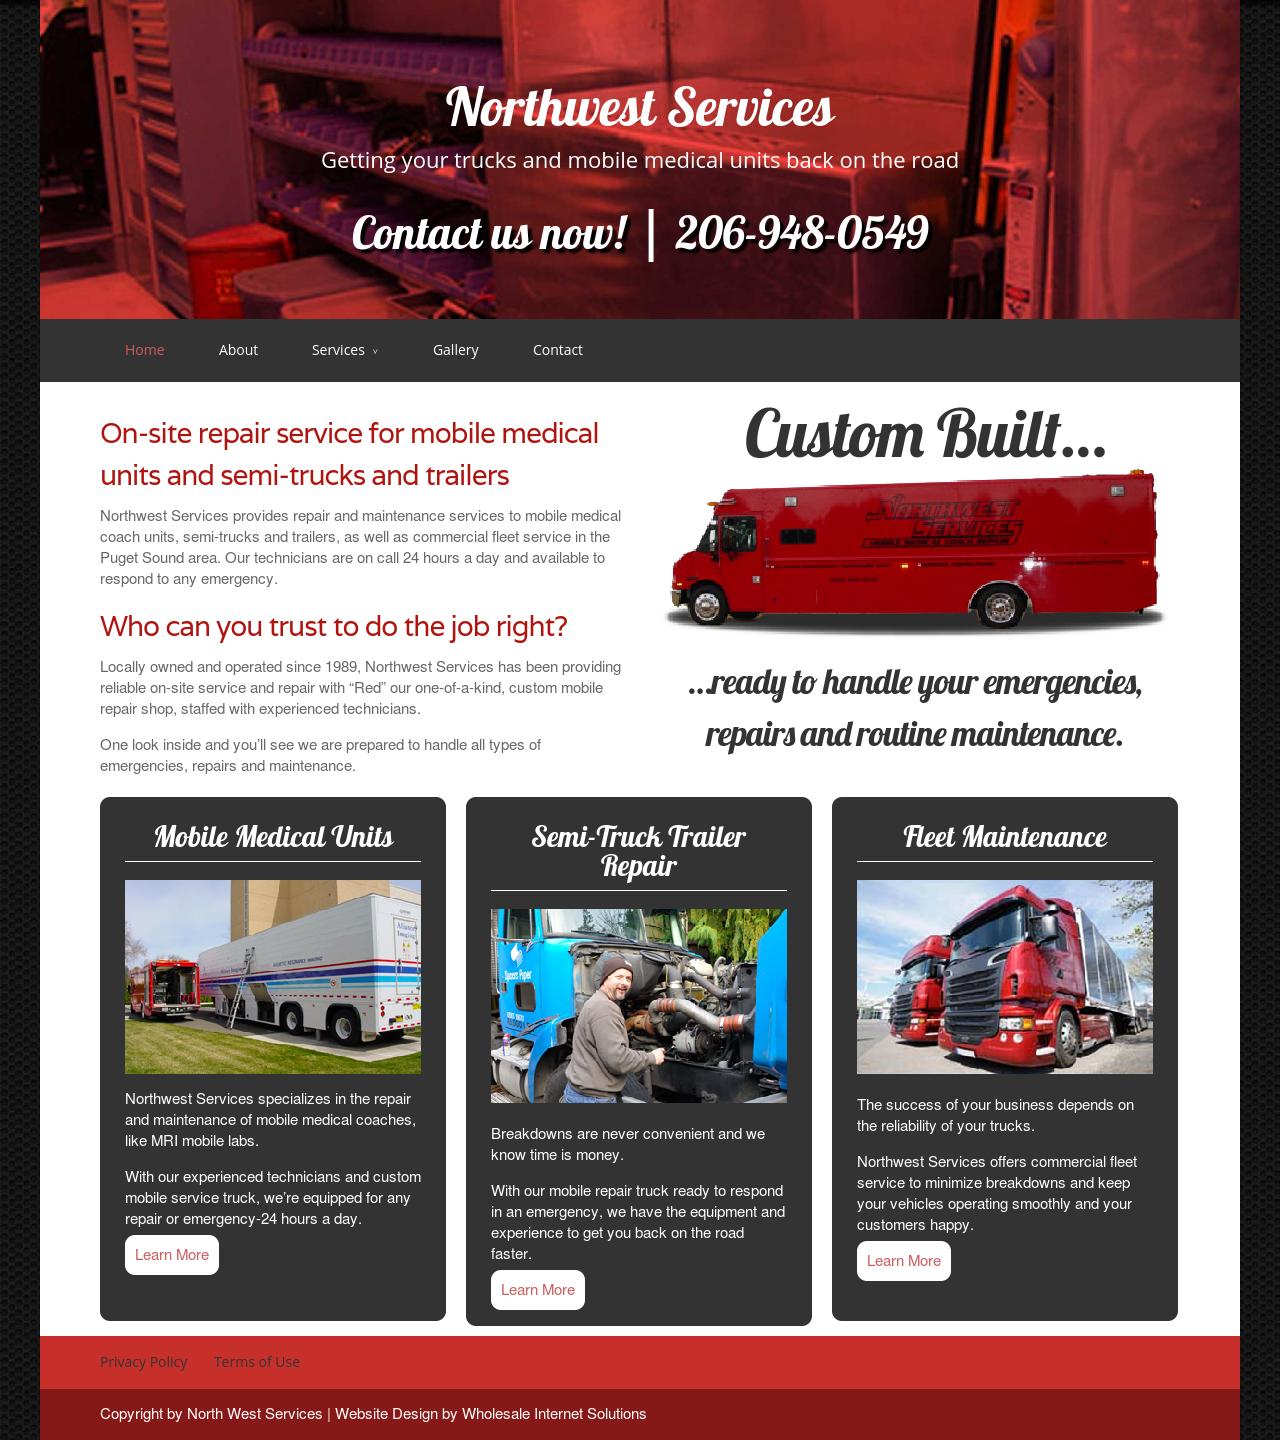 Northwest Services
Getting your trucks and mobile medical units back on the road
Contact us now! | 206-948-0549
Home
About
Services ˅
Gallery
Contact
On-site repair service for mobile medical
units and semi-trucks and trailers
Northwest Services provides repair and maintenance services to mobile medical
coach units, semi-trucks and trailers, as well as commercial fleet service in the
Puget Sound area. Our technicians are on call 24 hours a day and available to
respond to any emergency.
Who can you trust to do the job right?
Locally owned and operated since 1989, Northwest Services has been providing
reliable on-site service and repair with “Red” our one-of-a-kind, custom mobile
repair shop, staffed with experienced technicians.
One look inside and you’ll see we are prepared to handle all types of
emergencies, repairs and maintenance.
Custom Built...
NORTHWEST
SERVICES
MOBILE MEDICAL COACH REPAIR
...ready to handle your emergencies,
repairs and routine maintenance.
Mobile Medical Units
Alliance
Imaging
MAGNETIC RESONANCE IMAGING
Northwest Services specializes in the repair
and maintenance of mobile medical coaches,
like MRI mobile labs.
With our experienced technicians and custom
mobile service truck, we’re equipped for any
repair or emergency-24 hours a day.
Learn More
Semi-Truck Trailer
Repair
Spicers Paper
Breakdowns are never convenient and we
know time is money.
With our mobile repair truck ready to respond
in an emergency, we have the equipment and
experience to get you back on the road
faster.
Learn More
Fleet Maintenance
The success of your business depends on
the reliability of your trucks.
Northwest Services offers commercial fleet
service to minimize breakdowns and keep
your vehicles operating smoothly and your
customers happy.
Learn More
Privacy Policy
Terms of Use
Copyright by North West Services | Website Design by Wholesale Internet Solutions